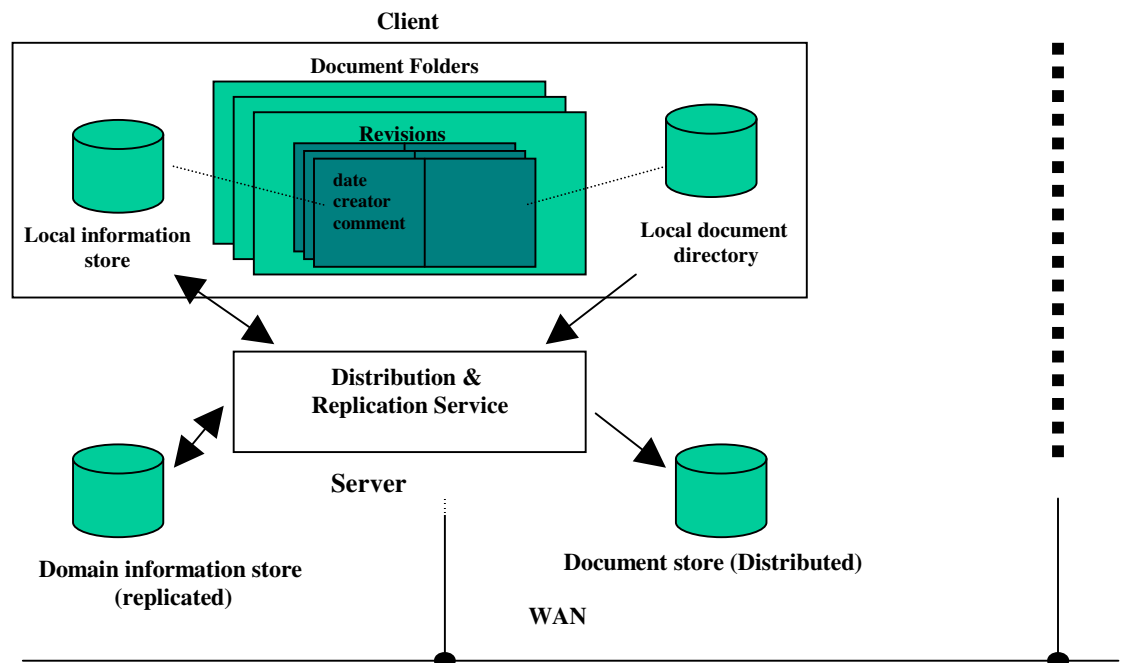 Client
Document Folders
Revisions
date
creator
comment
Local information
store
Local document
directory
Distribution &
Replication Service
Server
Domain information store
(replicated)
Document store (Distributed)
WAN